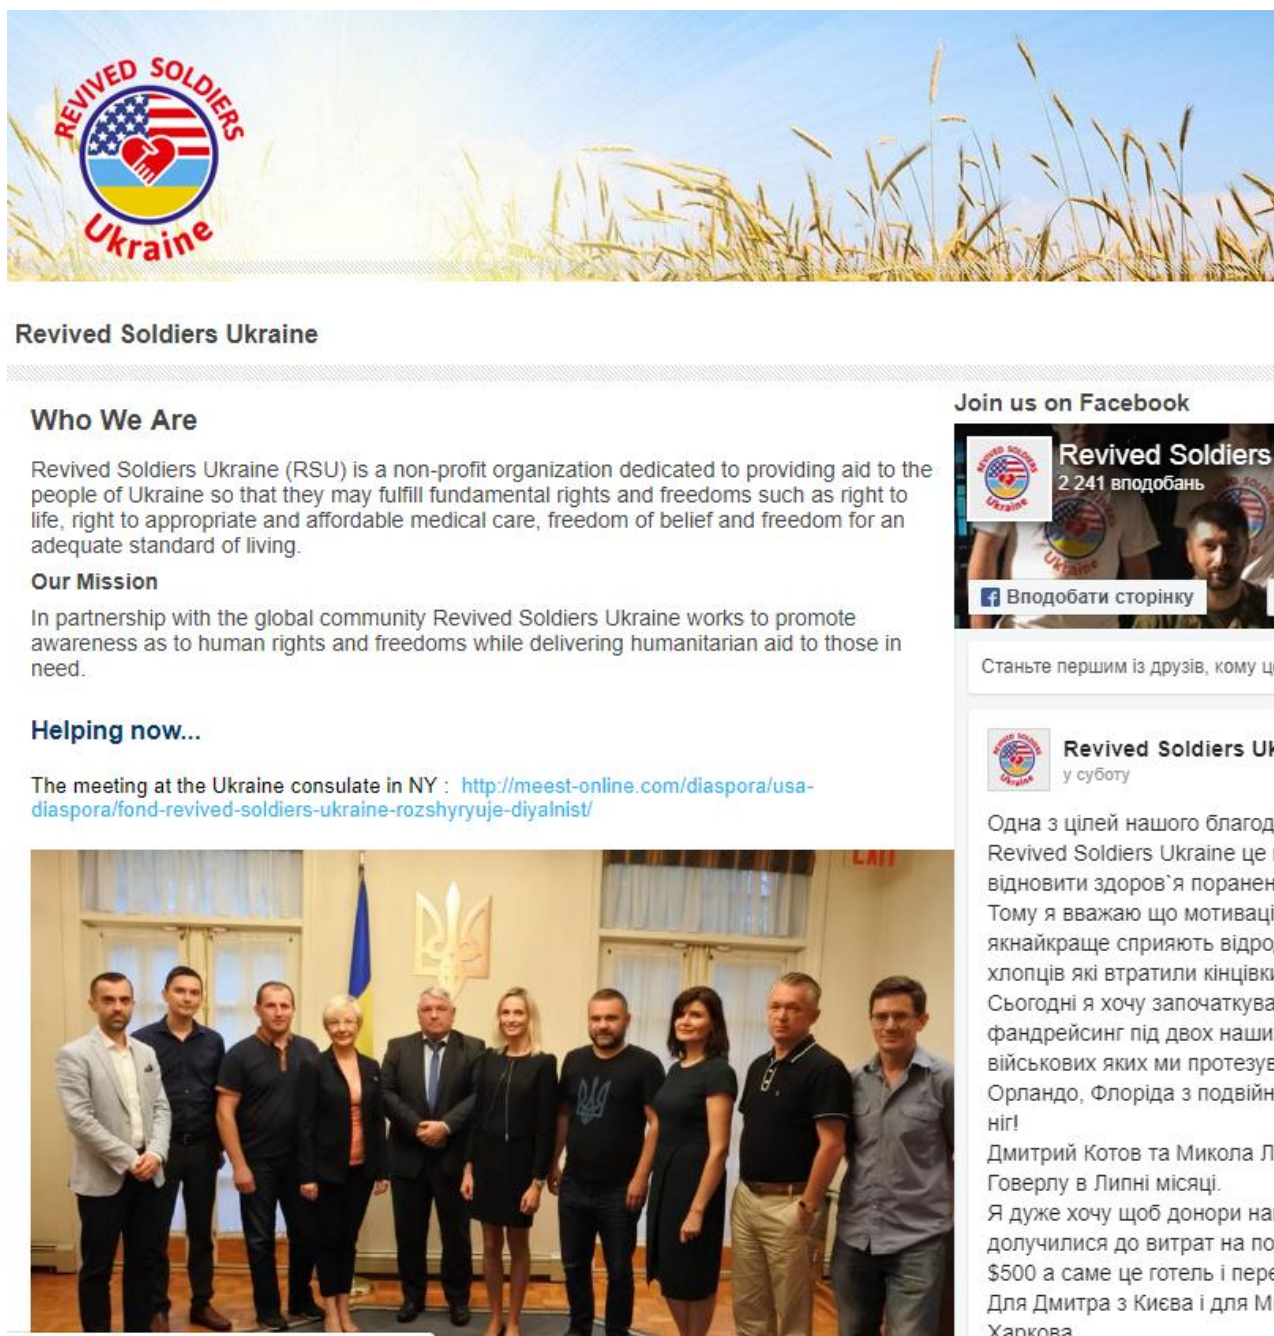 REVIVED SOLDIERS
Ukraine
Revived Soldiers Ukraine
Who We Are
Revived Soldiers Ukraine (RSU) is a non-profit organization dedicated to providing aid to the
people of Ukraine so that they may fulfill fundamental rights and freedoms such as right to
life, right to appropriate and affordable medical care, freedom of belief and freedom for an
adequate standard of living.
Our Mission
In partnership with the global community Revived Soldiers Ukraine works to promote
awareness as to human rights and freedoms while delivering humanitarian aid to those in
need.
Helping now...
The meeting at the Ukraine consulate in NY : http://meest-online.com/diaspora/usa-
diaspora/fond-revived-soldiers-ukraine-rozshyryuje-diyalnist/
EXIT
Join us on Facebook
Revived Soldiers
2 241 вподобань
Вподобати сторінку
Станьте першим із друзів, кому ц
Revived Soldiers Uk
у суботу
Одна з цілей нашого благод
Revived Soldiers Ukraine це
відновити здоров`я поранен
Тому я вважаю що мотиваці
якнайкраще сприяють відро
хлопців які втратили кінцівки
Сьогодні я хочу започаткува
фандрейсинг під двох наши
військових яких ми протезув
Орландо, Флоріда з подвійн
ніг!
Дмитрий Котов та Микола Л
Говерлу в Липні місяці.
Я дуже хочу щоб донори на
долучилися до витрат на по
$500 а саме це готель і пере
Для Дмитра з Києва і для М
Харкова